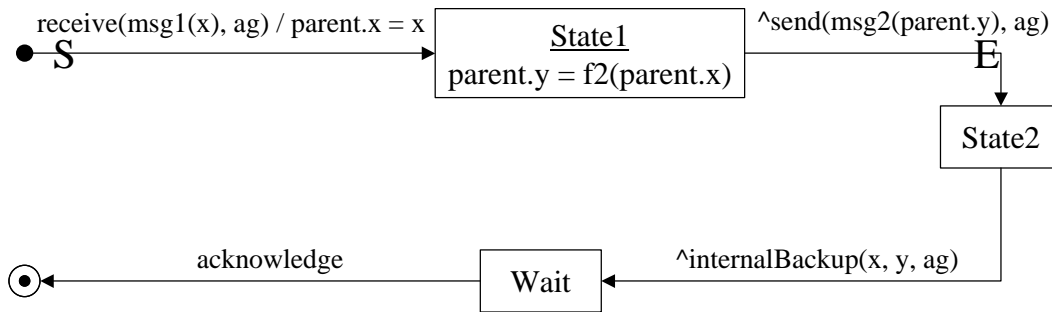 receive(msg1(x), ag) / parent.x = x
S
State1
parent.y = f2(parent.x)
^send(msg2(parent.y), ag)
E
State2
acknowledge
^internalBackup(x, y, ag)
Wait